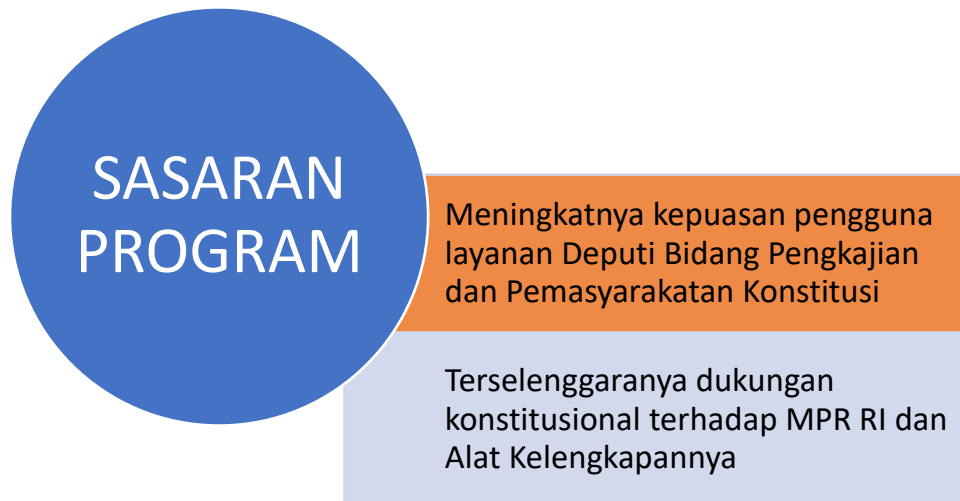 SASARAN
PROGRAM
Meningkatnya kepuasan pengguna
layanan Deputi Bidang Pengkajian
dan Pemasyarakatan Konstitusi
Terselenggaranya dukungan
konstitusional terhadap MPR RI dan
Alat Kelengkapannya